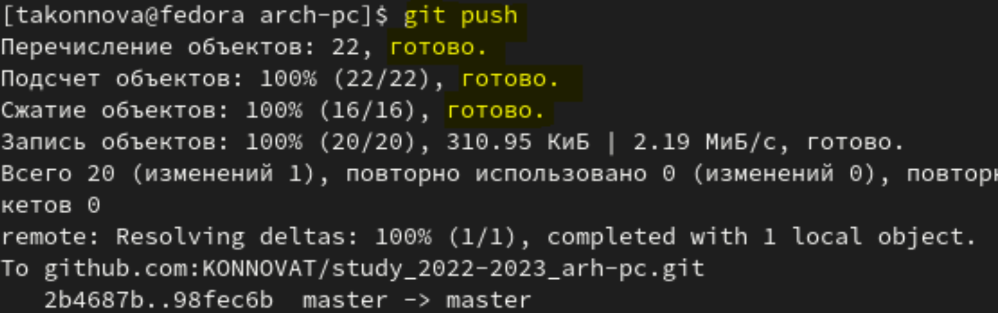 [takonnova@fedora arch-pc]$ git push
Перечисление объектов: 22, готово.
Подсчет объектов: 100% (22/22), готово.
Сжатие объектов: 100% (16/16), готово.
Запись объектов: 100% (20/20), 310.95 КиБ | 2.19 МиБ/с, готово.
Всего 20 (изменений 1), повторно использовано 0 (изменений 0), повторн
кетов 0
remote: Resolving deltas: 100% (1/1), completed with 1 local object.
To github.com:KONNOVAT/study_2022-2023_arh-pc.git
   2b4687b..98fec6b  master -> master